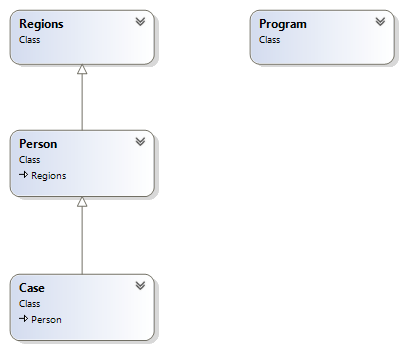 Regions
Class
Program
Class
Person
Class
Regions
Case
Class
Person